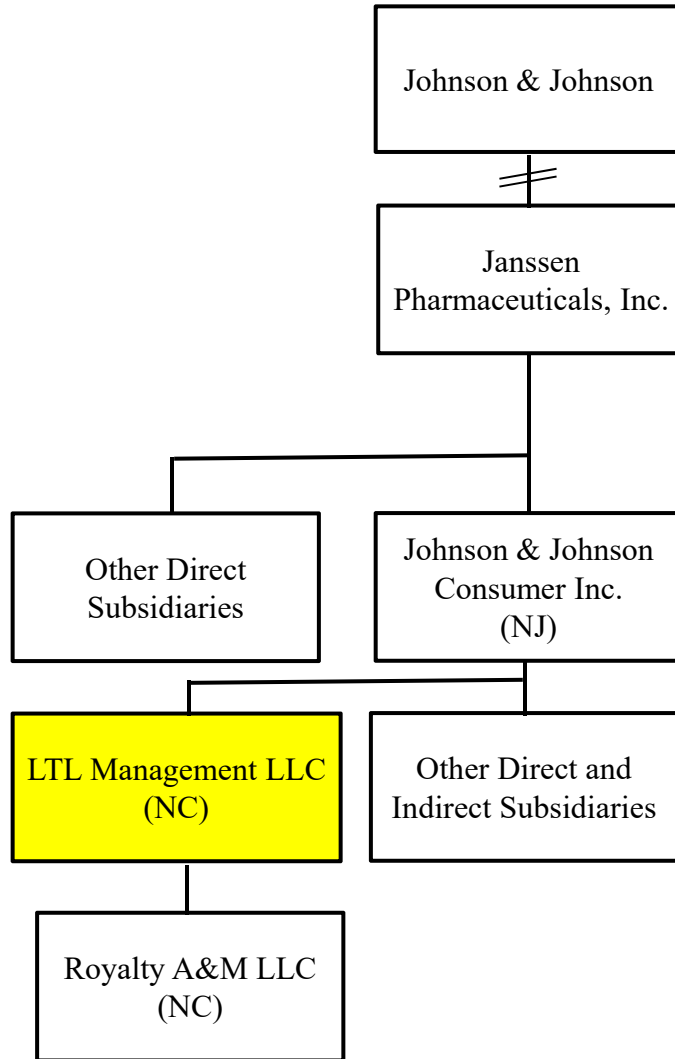 Johnson & Johnson
Janssen
Pharmaceuticals, Inc.
Other Direct
Subsidiaries
Johnson & Johnson
Consumer Inc.
(NJ)
LTL Management LLC
(NC)
Other Direct and
Indirect Subsidiaries
Royalty A&M LLC
(NC)